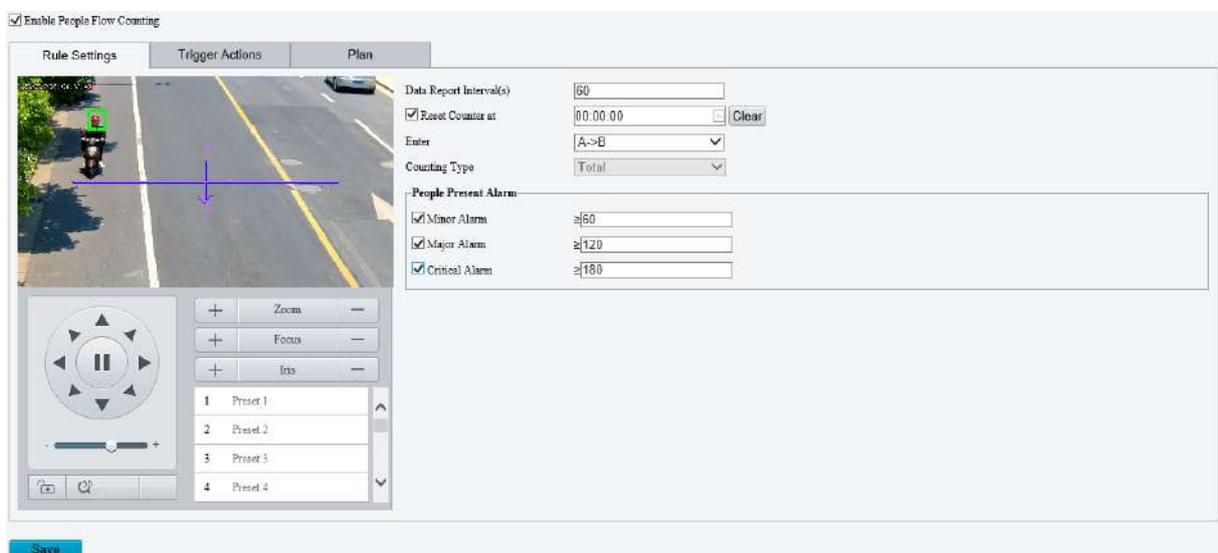 Enable People Flow Counting
Rule Settings Trigger Actions Plan
Data Report Interval(s) 60
Reset Counter at 00:00:00 Clear
Enter A->B
Counting Type Total
People Present Alarm
Minor Alarm ≥60
Major Alarm ≥120
Critical Alarm ≥180
+ Zoom −
+ Focus −
+ Iris −
1 Preset 1
2 Preset 2
3 Preset 3
4 Preset 4
- +
Save